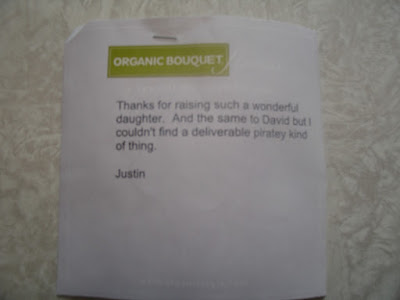 ORGANIC BOUQUET
Thanks for raising such a wonderful
daughter. And the same to David but I
couldn't find a deliverable piratey kind
of thing.
Justin